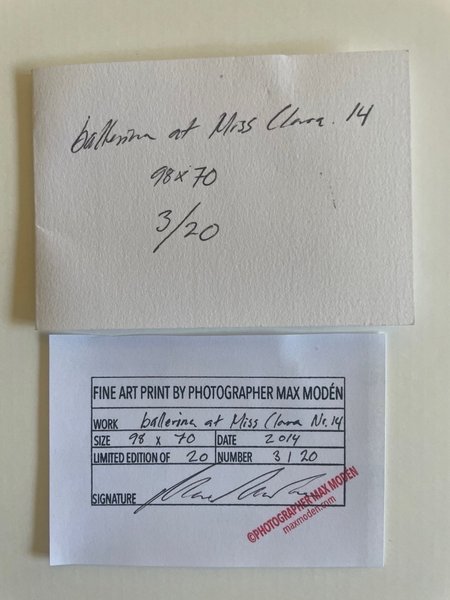 ballerina at Miss Clara. 14
98x70
3/20
FINE ART PRINT BY PHOTOGRAPHER MAX MODÉN
WORK ballerina at Miss Clara Nr. 14
SIZE 98 x 70 DATE 2014
LIMITED EDITION OF 20 NUMBER 3 | 20
SIGNATURE
©PHOTOGRAPHER MAX MODÉN
maxmoden.com